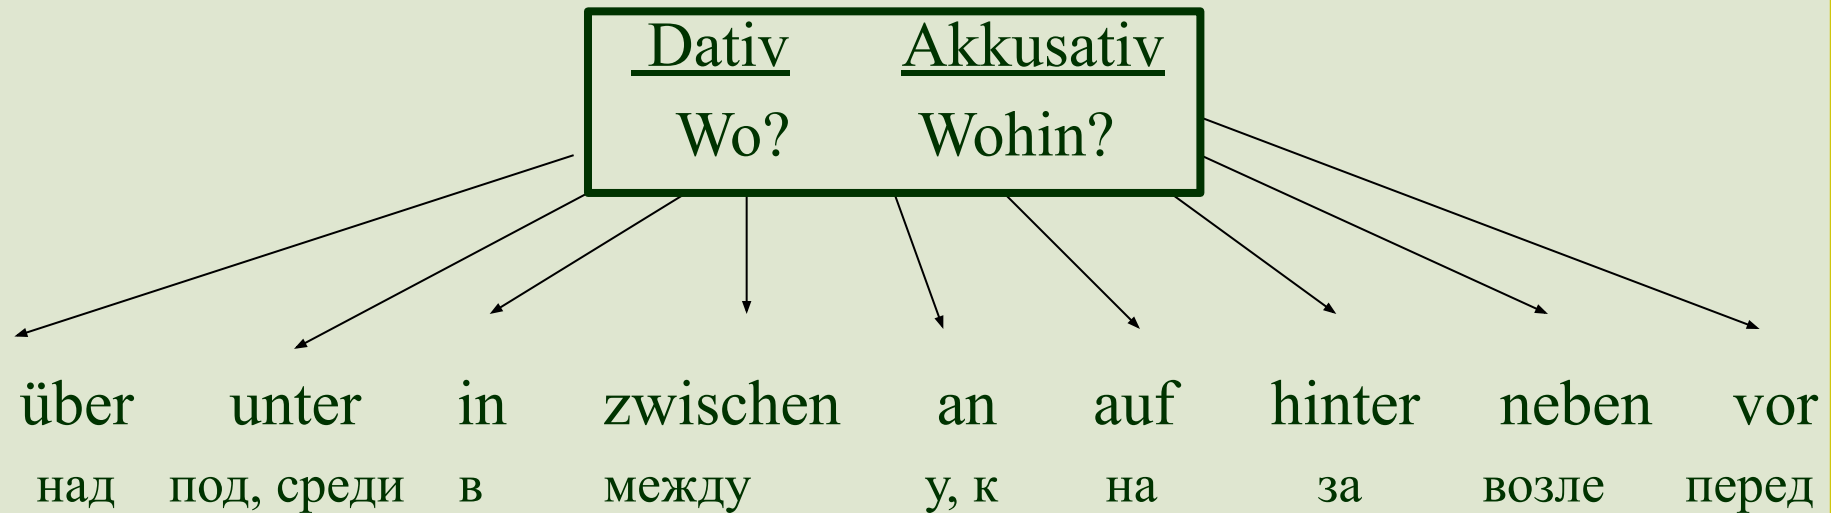 Dativ Akkusativ
Wo? Wohin?
über unter in zwischen an auf hinter neben vor
над под, среди в между у, к на за возле перед